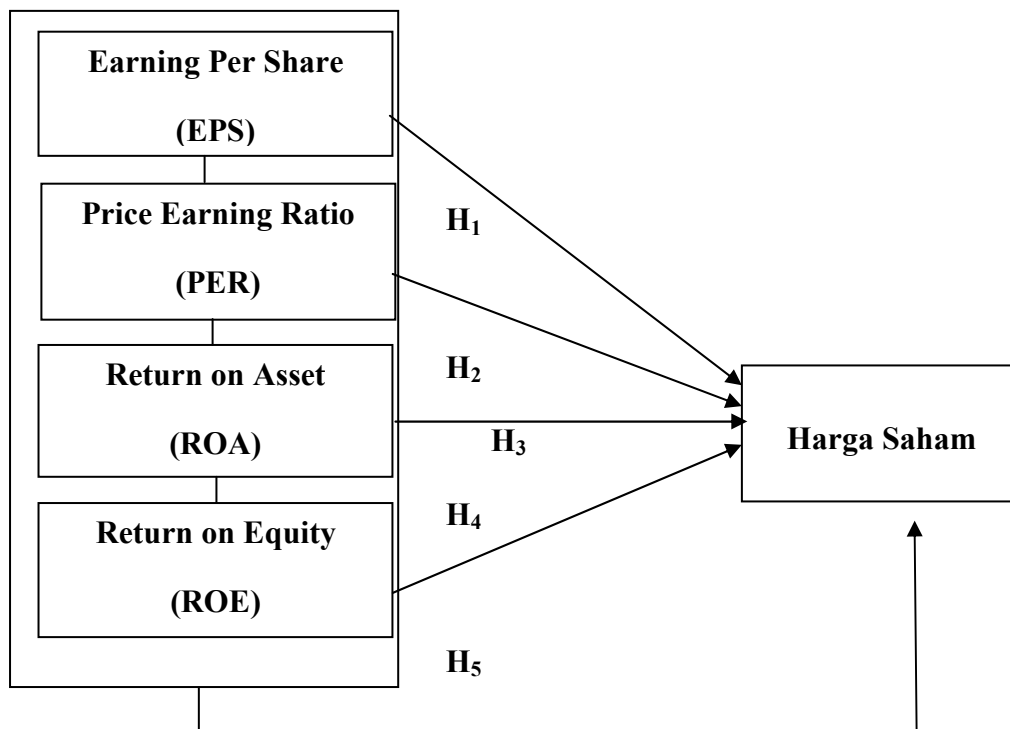 Earning Per Share
(EPS)
Price Earning Ratio
(PER)
Return on Asset
(ROA)
Return on Equity
(ROE)
H1
H2
H3
H4
H5
Harga Saham